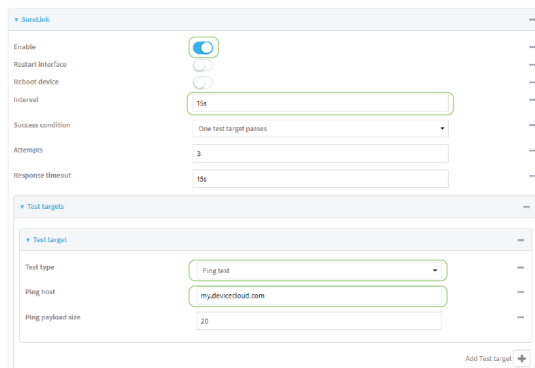 SureLink
Enable
Restart interface
Reboot device
Interval 15s
Success condition One test target passes
Attempts 3
Response timeout 15s
Test targets
Test target
Test type Ping test
Ping host my.devicecloud.com
Ping payload size 20
Add Test target